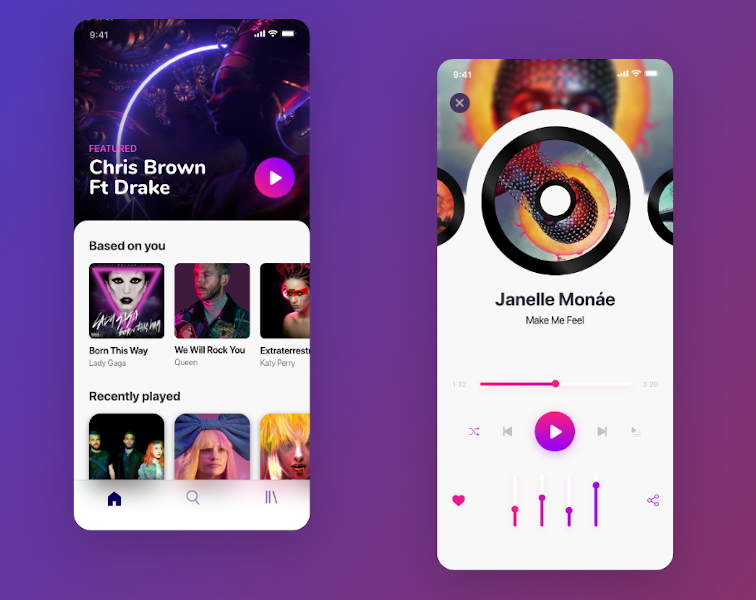 9:41
FEATURED
Chris Brown
Ft Drake
Based on you
Born This Way
Lady Gaga
We Will Rock You
Queen
Extraterrestr
Katy Perry
Recently played
9:41
Janelle Monáe
Make Me Feel
1:32
3:20